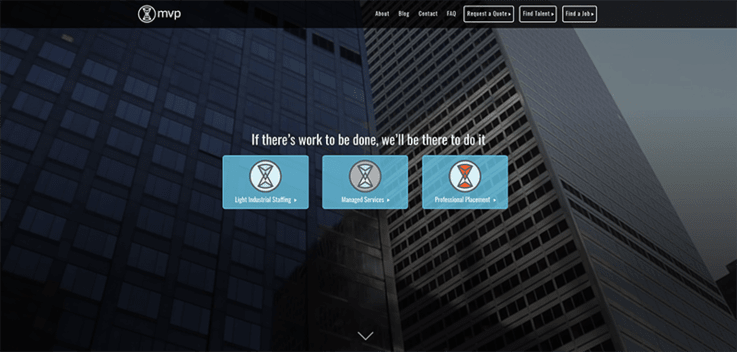 mvp
About Blog Contact FAQ Request a Quote ▸ Find Talent ▸ Find a Job ▸
If there's work to be done, we'll be there to do it
Light Industrial Staffing ▸
Managed Services ▸
Professional Placement ▸